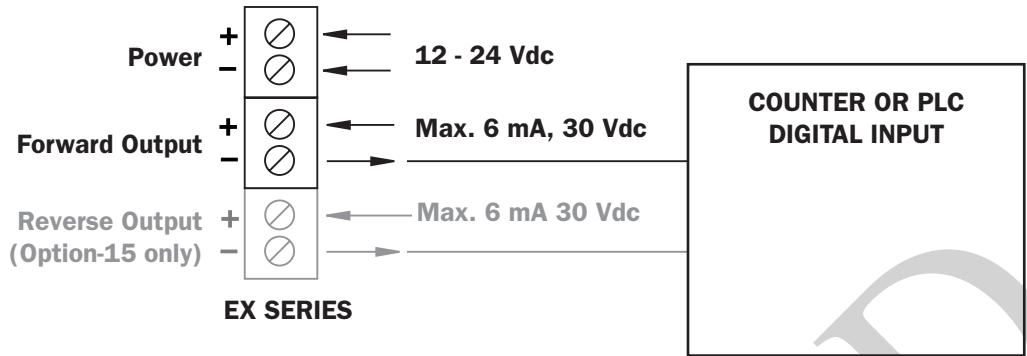 Power + 12 - 24 Vdc
−
Forward Output + Max. 6 mA, 30 Vdc
−
Reverse Output + Max. 6 mA 30 Vdc
(Option-15 only) −
EX SERIES
COUNTER OR PLC
DIGITAL INPUT